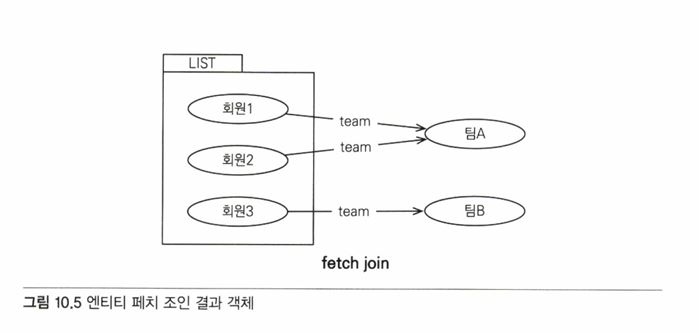 LIST
회원1
team
팀A
회원2
team
회원3
team
팀B
fetch join
그림 10.5 엔티티 페치 조인 결과 객체